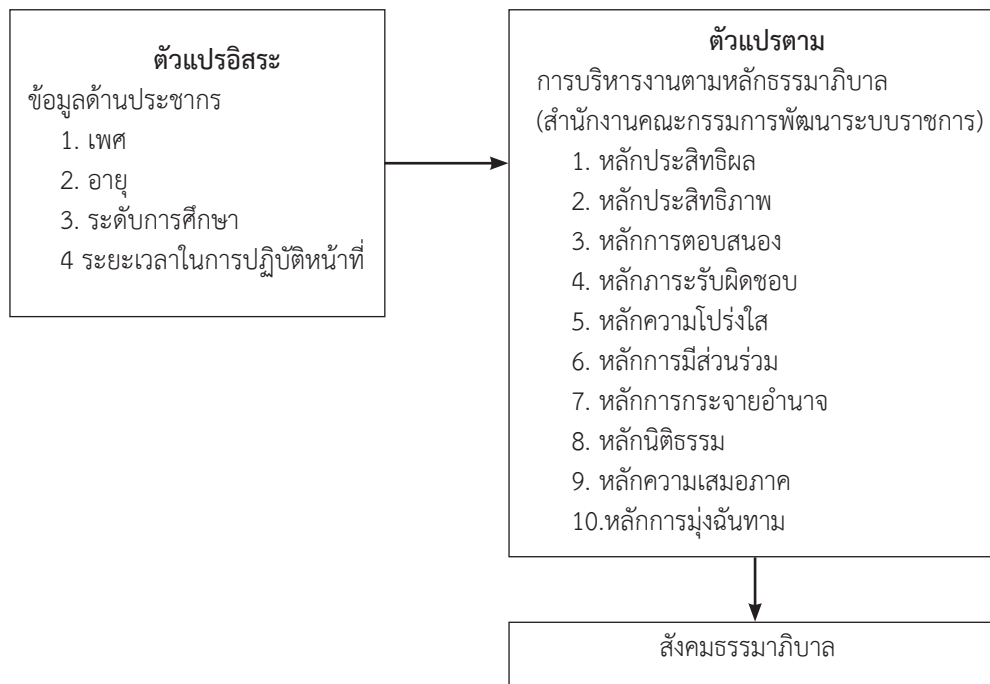 ตัวแปรอิสระ
ข้อมูลด้านประชากร
1. เพศ
2. อายุ
3. ระดับการศึกษา
4 ระยะเวลาในการปฏิบัติหน้าที่
ตัวแปรตาม
การบริหารงานตามหลักธรรมาภิบาล
(สำนักงานคณะกรรมการพัฒนาระบบราชการ)
1. หลักประสิทธิผล
2. หลักประสิทธิภาพ
3. หลักการตอบสนอง
4. หลักภาระรับผิดชอบ
5. หลักความโปร่งใส
6. หลักการมีส่วนร่วม
7. หลักการกระจายอำนาจ
8. หลักนิติธรรม
9. หลักความเสมอภาค
10.หลักการมุ่งฉันทาม
สังคมธรรมาภิบาล